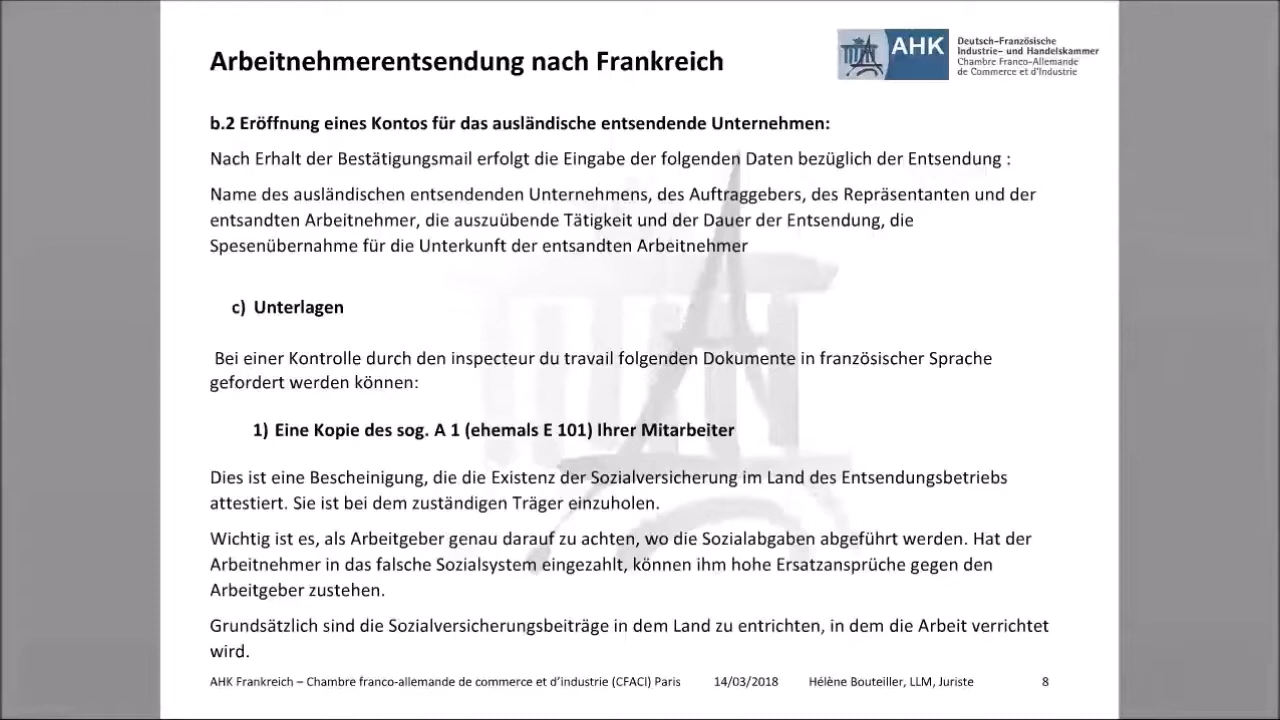 Arbeitnehmerentsendung nach Frankreich
AHK
Deutsch-Französische
Industrie- und Handelskammer
Chambre Franco-Allemande
de Commerce et d'Industrie
b.2 Eröffnung eines Kontos für das ausländische entsendende Unternehmen:
Nach Erhalt der Bestätigungsmail erfolgt die Eingabe der folgenden Daten bezüglich der Entsendung :
Name des ausländischen entsendenden Unternehmens, des Auftraggebers, des Repräsentanten und der
entsandten Arbeitnehmer, die auszuübende Tätigkeit und der Dauer der Entsendung, die
Spesenübernahme für die Unterkunft der entsandten Arbeitnehmer
c) Unterlagen
Bei einer Kontrolle durch den inspecteur du travail folgenden Dokumente in französischer Sprache
gefordert werden können:
1) Eine Kopie des sog. A 1 (ehemals E 101) Ihrer Mitarbeiter
Dies ist eine Bescheinigung, die die Existenz der Sozialversicherung im Land des Entsendungsbetriebs
attestiert. Sie ist bei dem zuständigen Träger einzuholen.
Wichtig ist es, als Arbeitgeber genau darauf zu achten, wo die Sozialabgaben abgeführt werden. Hat der
Arbeitnehmer in das falsche Sozialsystem eingezahlt, können ihm hohe Ersatzansprüche gegen den
Arbeitgeber zustehen.
Grundsätzlich sind die Sozialversicherungsbeiträge in dem Land zu entrichten, in dem die Arbeit verrichtet
wird.
AHK Frankreich – Chambre franco-allemande de commerce et d'industrie (CFACI) Paris 14/03/2018 Hélène Bouteiller, LLM, Juriste 8